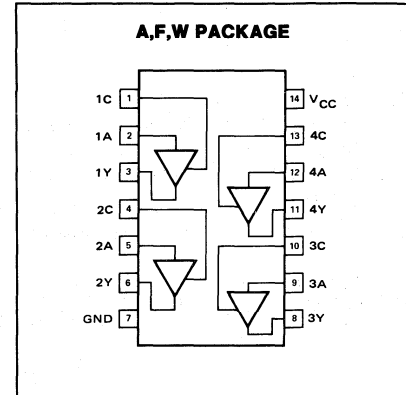 A,F,W PACKAGE
1C 1
1A 2
1Y 3
2C 4
2A 5
2Y 6
GND 7
14 VCC
13 4C
12 4A
11 4Y
10 3C
9 3A
8 3Y